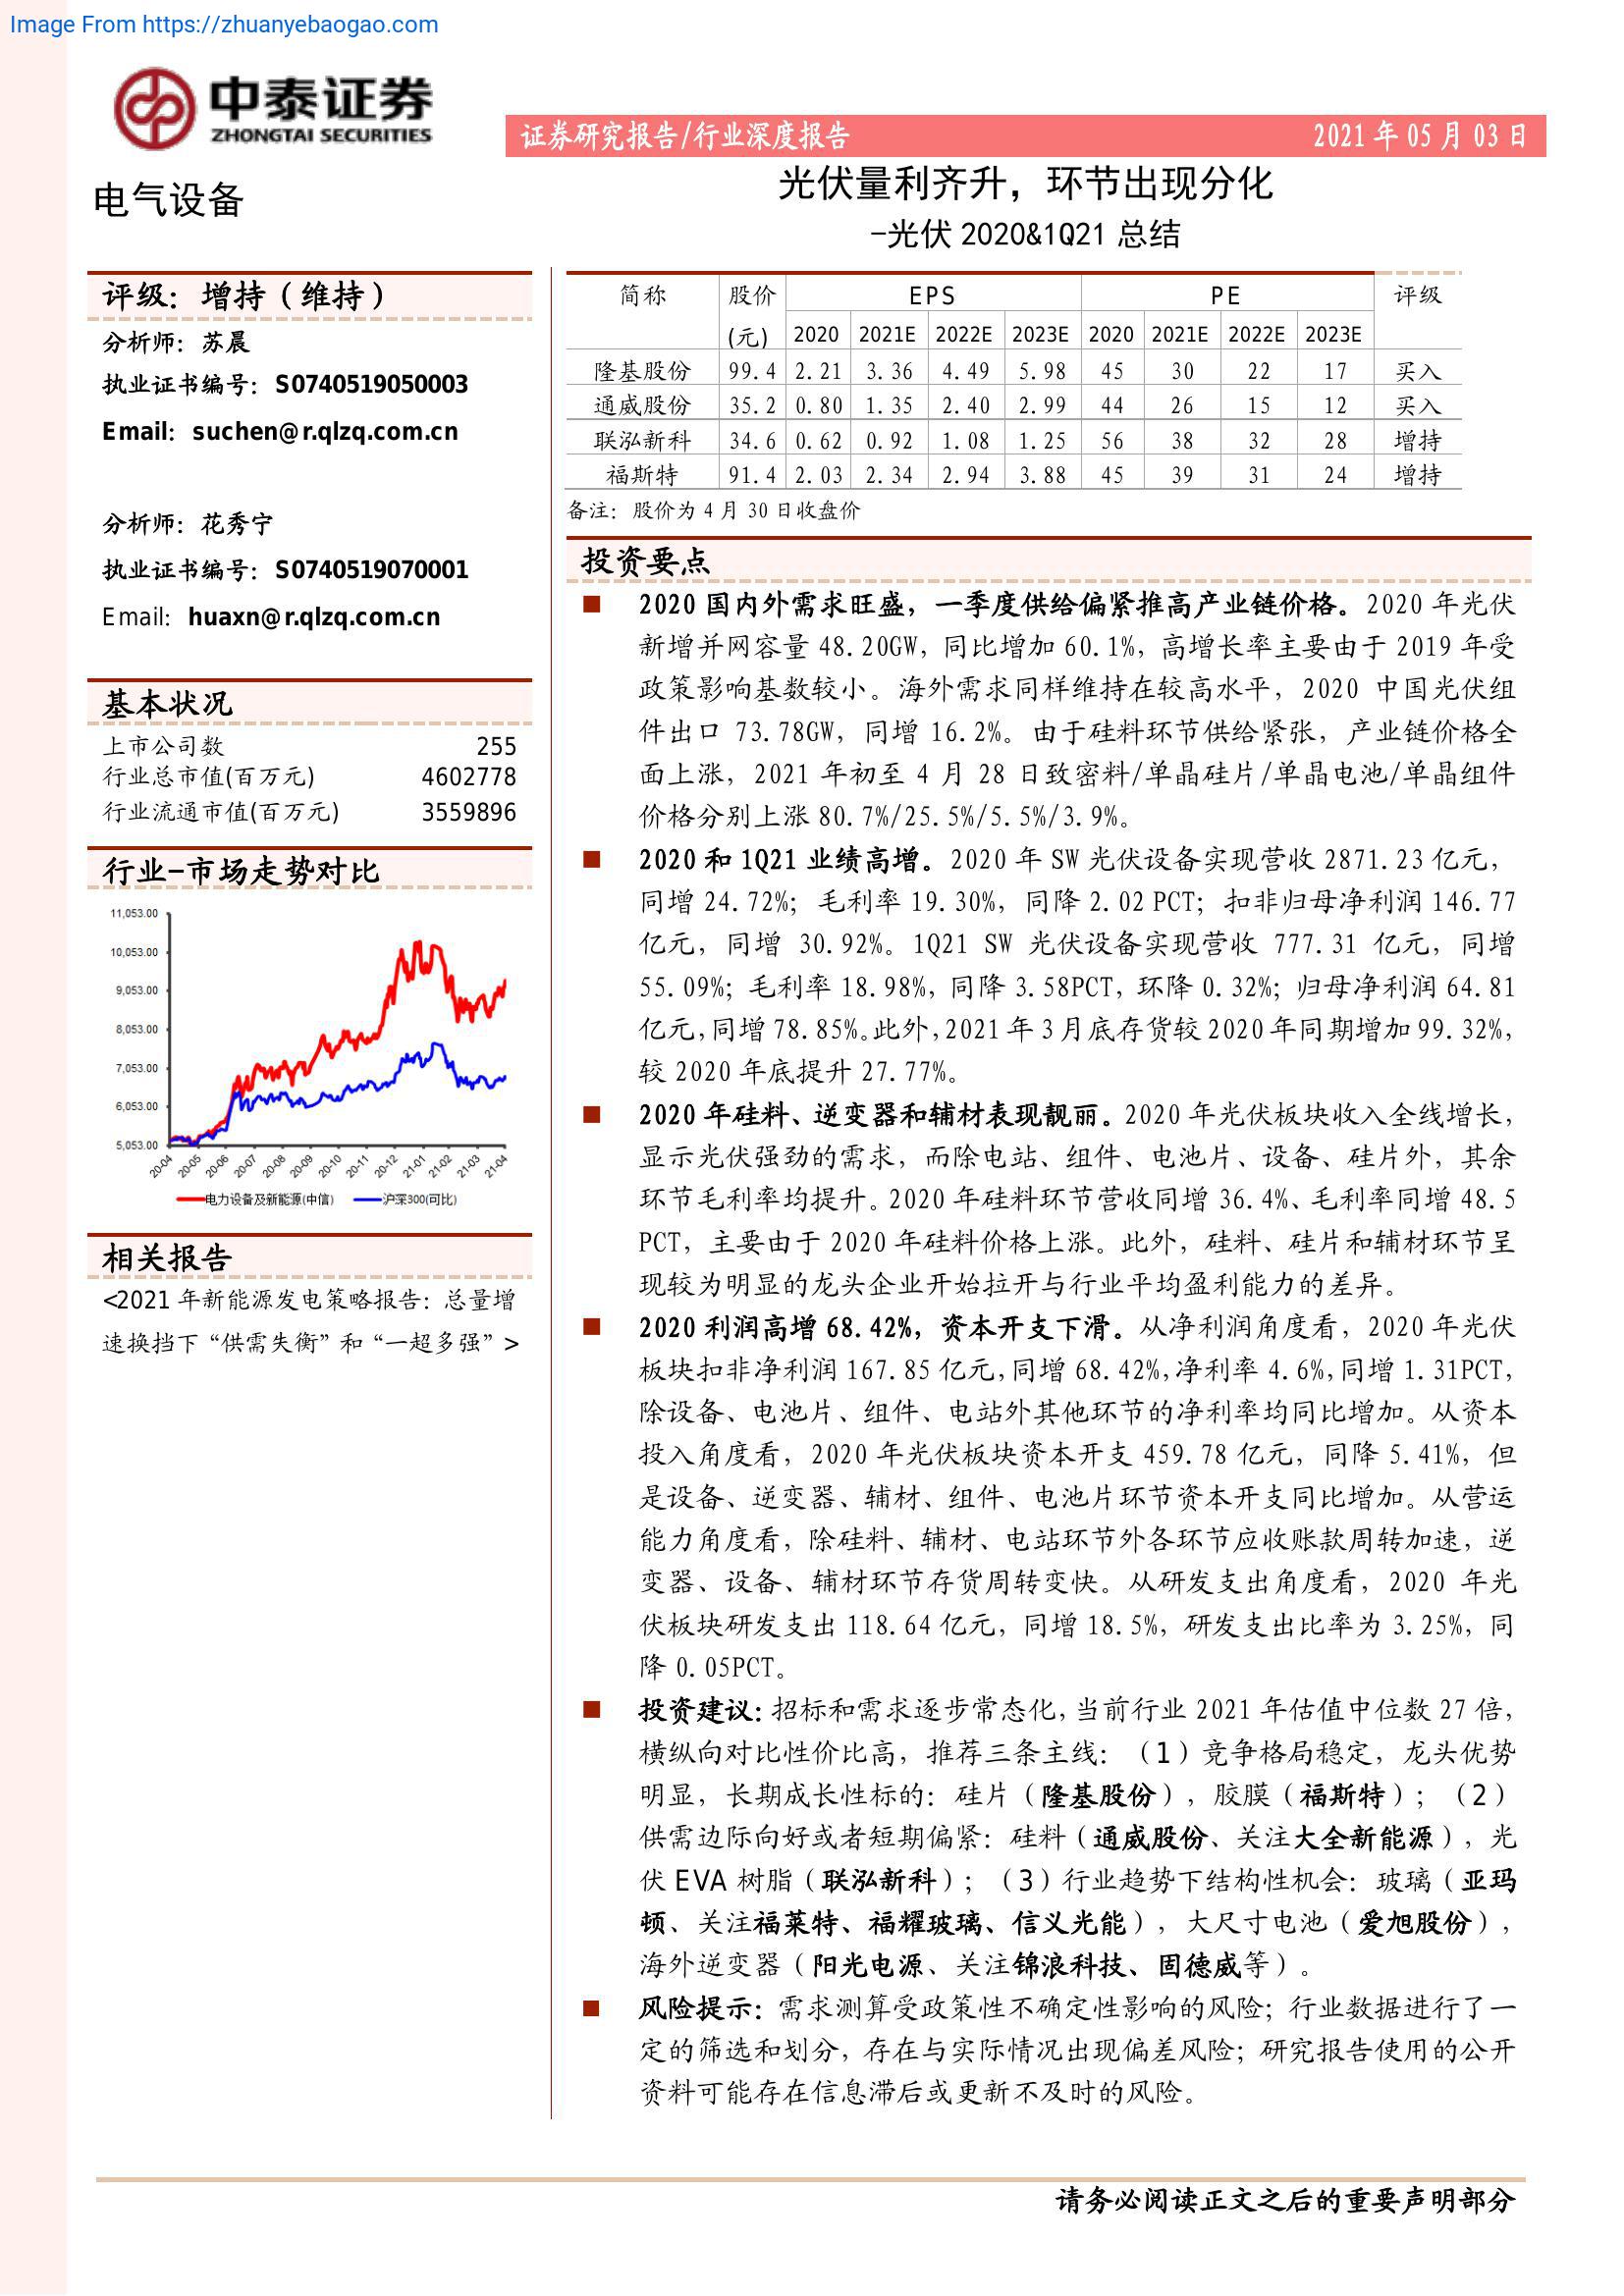 Image From https://zhuanyebaogao.com
中泰证券
ZHONGTAI SECURITIES
证券研究报告/行业深度报告
2021 年 05 月 03 日
电气设备
光伏量利齐升，环节出现分化
-光伏 2020&1Q21 总结
评级：增持（维持）
分析师：苏晨
执业证书编号：S0740519050003
Email：suchen@r.qlzq.com.cn
分析师：花秀宁
执业证书编号：S0740519070001
Email：huaxn@r.qlzq.com.cn
基本状况
上市公司数 255
行业总市值(百万元) 4602778
行业流通市值(百万元) 3559896
行业-市场走势对比
11,053.00
10,053.00
9,053.00
8,053.00
7,053.00
6,053.00
5,053.00
20-04 20-05 20-06 20-07 20-08 20-09 20-10 20-11 20-12 21-01 21-02 21-03 21-04
电力设备及新能源(中信) 沪深300(可比)
相关报告
<2021 年新能源发电策略报告：总量增
速换挡下“供需失衡”和“一超多强”>
简称 股价 EPS PE 评级
(元) 2020 2021E 2022E 2023E 2020 2021E 2022E 2023E
隆基股份 99.4 2.21 3.36 4.49 5.98 45 30 22 17 买入
通威股份 35.2 0.80 1.35 2.40 2.99 44 26 15 12 买入
联泓新科 34.6 0.62 0.92 1.08 1.25 56 38 32 28 增持
福斯特 91.4 2.03 2.34 2.94 3.88 45 39 31 24 增持
备注：股价为 4 月 30 日收盘价
投资要点
■ 2020 国内外需求旺盛，一季度供给偏紧推高产业链价格。2020 年光伏
新增并网容量 48.20GW，同比增加 60.1%，高增长率主要由于 2019 年受
政策影响基数较小。海外需求同样维持在较高水平，2020 中国光伏组
件出口 73.78GW，同增 16.2%。由于硅料环节供给紧张，产业链价格全
面上涨，2021 年初至 4 月 28 日致密料/单晶硅片/单晶电池/单晶组件
价格分别上涨 80.7%/25.5%/5.5%/3.9%。
■ 2020 和 1Q21 业绩高增。2020 年 SW 光伏设备实现营收 2871.23 亿元，
同增 24.72%；毛利率 19.30%，同降 2.02 PCT；扣非归母净利润 146.77
亿元，同增 30.92%。1Q21 SW 光伏设备实现营收 777.31 亿元，同增
55.09%；毛利率 18.98%，同降 3.58PCT，环降 0.32%；归母净利润 64.81
亿元，同增 78.85%。此外，2021 年 3 月底存货较 2020 年同期增加 99.32%，
较 2020 年底提升 27.77%。
■ 2020 年硅料、逆变器和辅材表现靓丽。2020 年光伏板块收入全线增长，
显示光伏强劲的需求，而除电站、组件、电池片、设备、硅片外，其余
环节毛利率均提升。2020 年硅料环节营收同增 36.4%、毛利率同增 48.5
PCT，主要由于 2020 年硅料价格上涨。此外，硅料、硅片和辅材环节呈
现较为明显的龙头企业开始拉开与行业平均盈利能力的差异。
■ 2020 利润高增 68.42%，资本开支下滑。从净利润角度看，2020 年光伏
板块扣非净利润 167.85 亿元，同增 68.42%，净利率 4.6%，同增 1.31PCT，
除设备、电池片、组件、电站外其他环节的净利率均同比增加。从资本
投入角度看，2020 年光伏板块资本开支 459.78 亿元，同降 5.41%，但
是设备、逆变器、辅材、组件、电池片环节资本开支同比增加。从营运
能力角度看，除硅料、辅材、电站环节外各环节应收账款周转加速，逆
变器、设备、辅材环节存货周转变快。从研发支出角度看，2020 年光
伏板块研发支出 118.64 亿元，同增 18.5%，研发支出比率为 3.25%，同
降 0.05PCT。
■ 投资建议：招标和需求逐步常态化，当前行业 2021 年估值中位数 27 倍，
横纵向对比性价比高，推荐三条主线：（1）竞争格局稳定，龙头优势
明显，长期成长性标的：硅片（隆基股份），胶膜（福斯特）；（2）
供需边际向好或者短期偏紧：硅料（通威股份、关注大全新能源），光
伏 EVA 树脂（联泓新科）；（3）行业趋势下结构性机会：玻璃（亚玛
顿、关注福莱特、福耀玻璃、信义光能），大尺寸电池（爱旭股份），
海外逆变器（阳光电源、关注锦浪科技、固德威等）。
■ 风险提示：需求测算受政策性不确定性影响的风险；行业数据进行了一
定的筛选和划分，存在与实际情况出现偏差风险；研究报告使用的公开
资料可能存在信息滞后或更新不及时的风险。
请务必阅读正文之后的重要声明部分